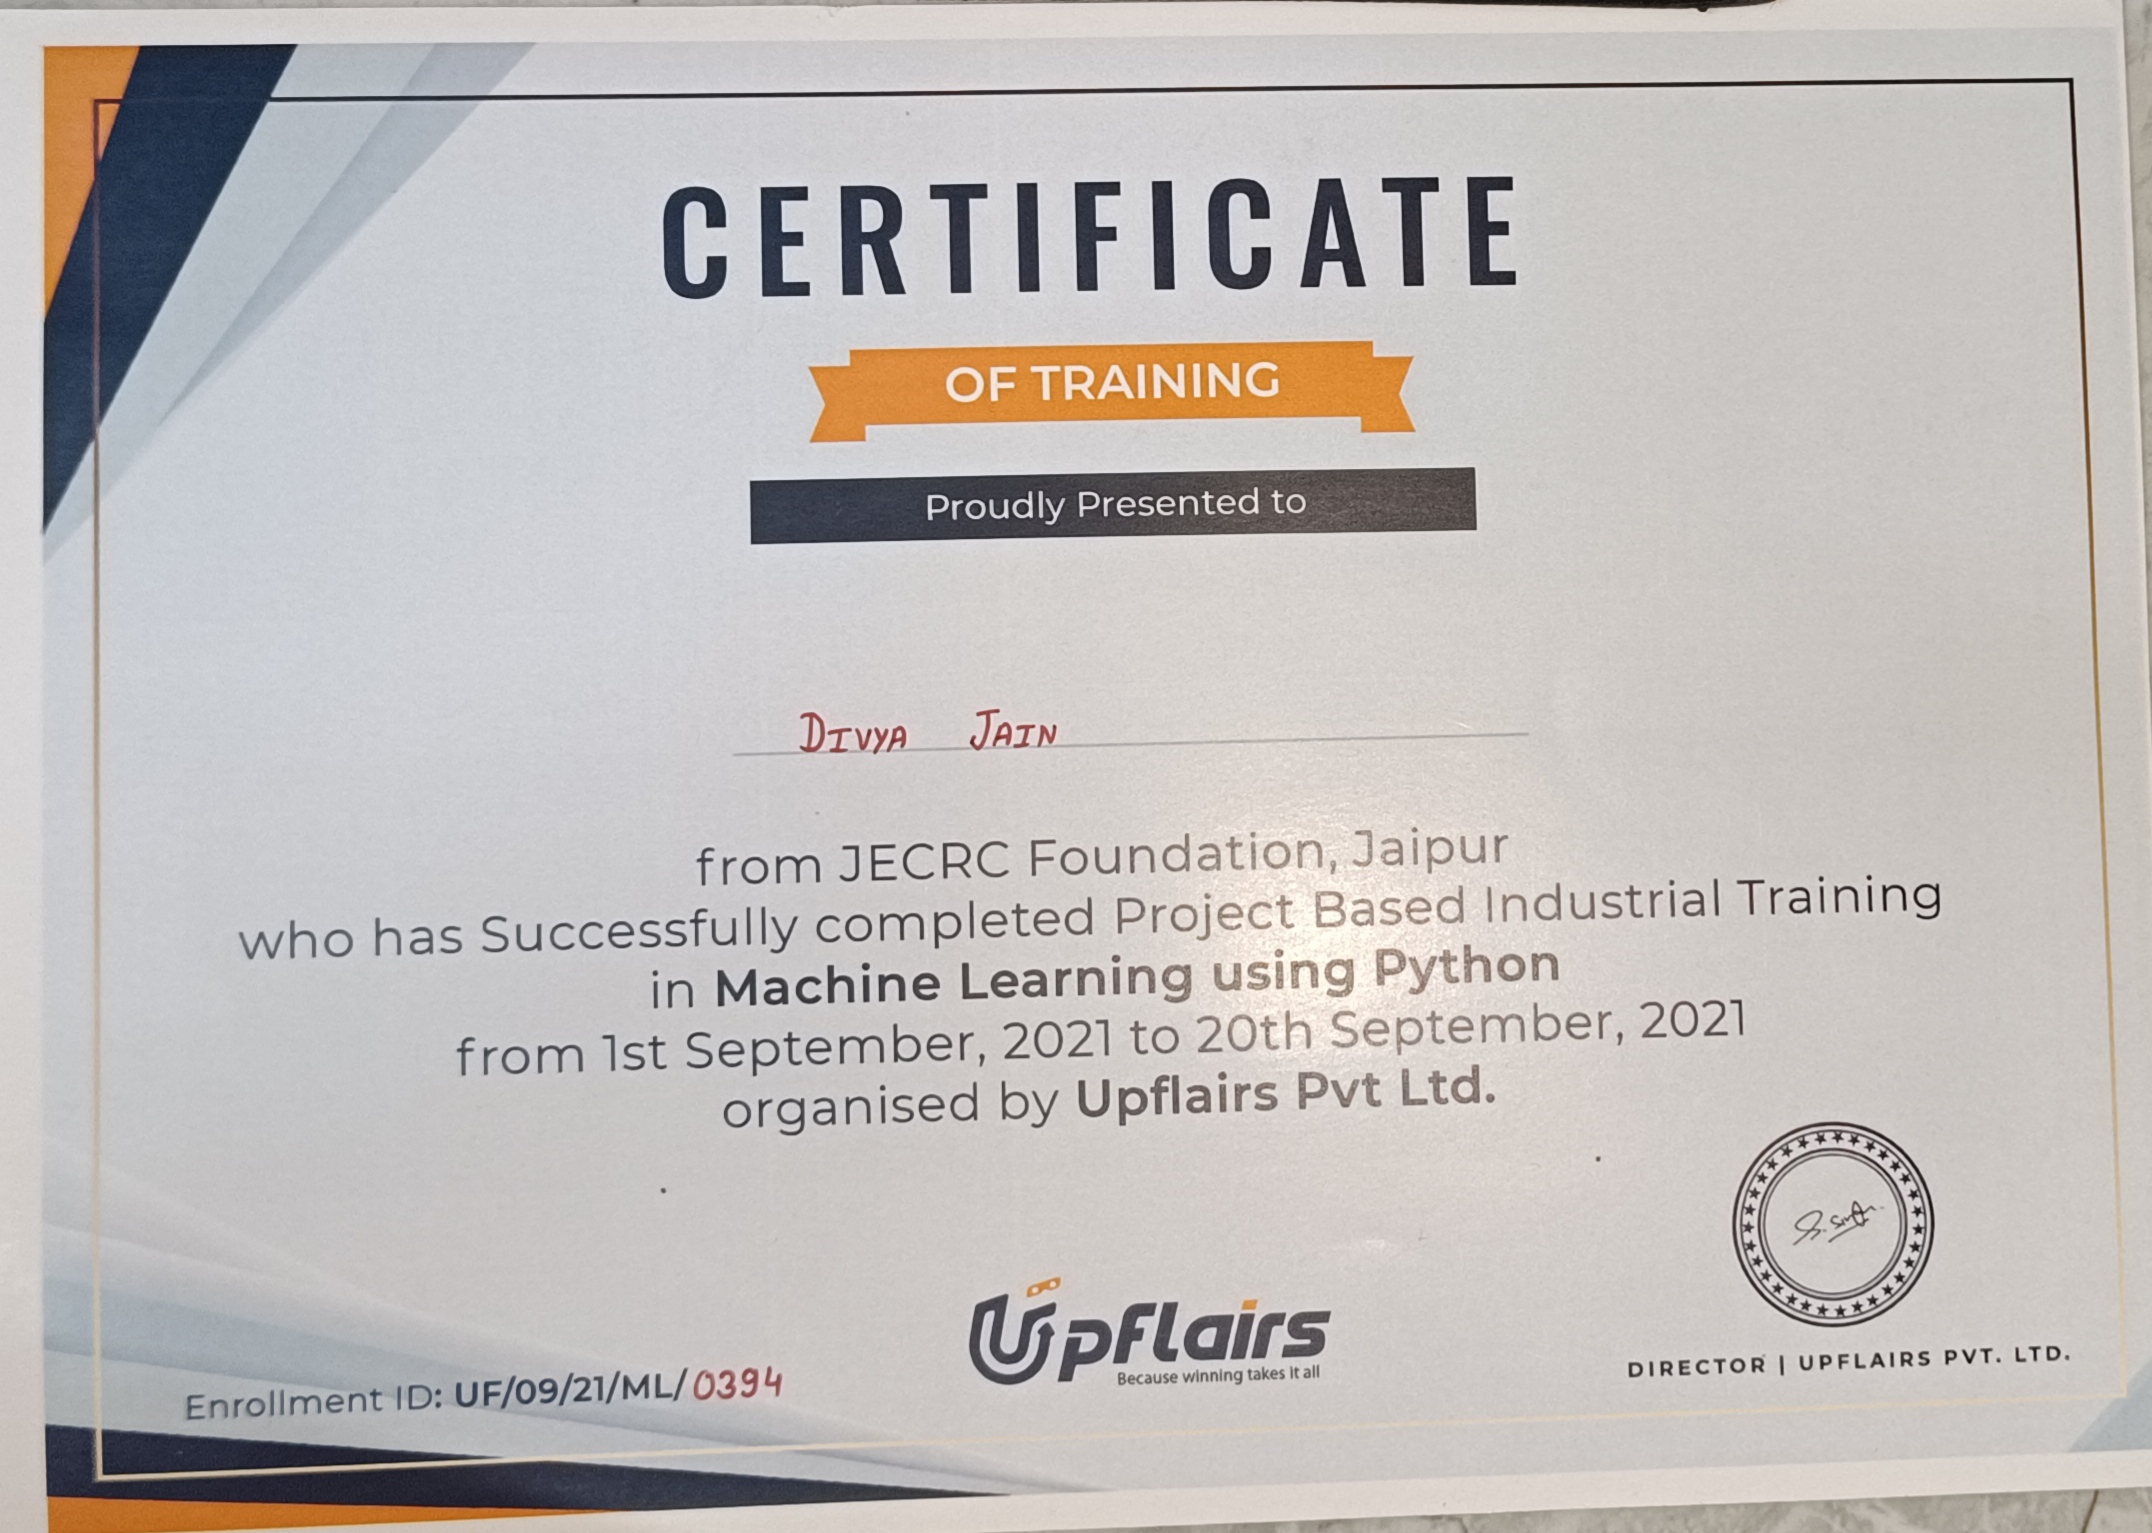 CERTIFICATE
OF TRAINING
Proudly Presented to
DIVYA JAIN
from JECRC Foundation, Jaipur
who has Successfully completed Project Based Industrial Training
in Machine Learning using Python
from 1st September, 2021 to 20th September, 2021
organised by Upflairs Pvt Ltd.
Upflairs
Because winning takes it all
Enrollment ID: UF/09/21/ML/0394
DIRECTOR | UPFLAIRS PVT. LTD.